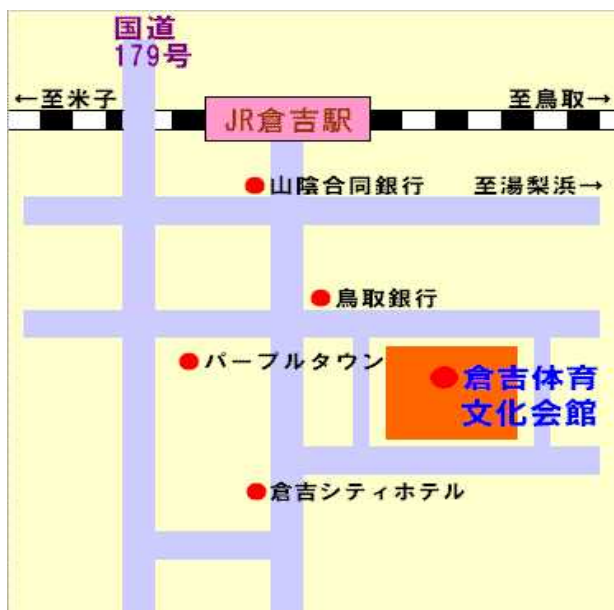 国道
179号
←至米子
至鳥取→
JR倉吉駅
山陰合同銀行
至湯梨浜→
鳥取銀行
パープルタウン
倉吉体育
文化会館
倉吉シティホテル